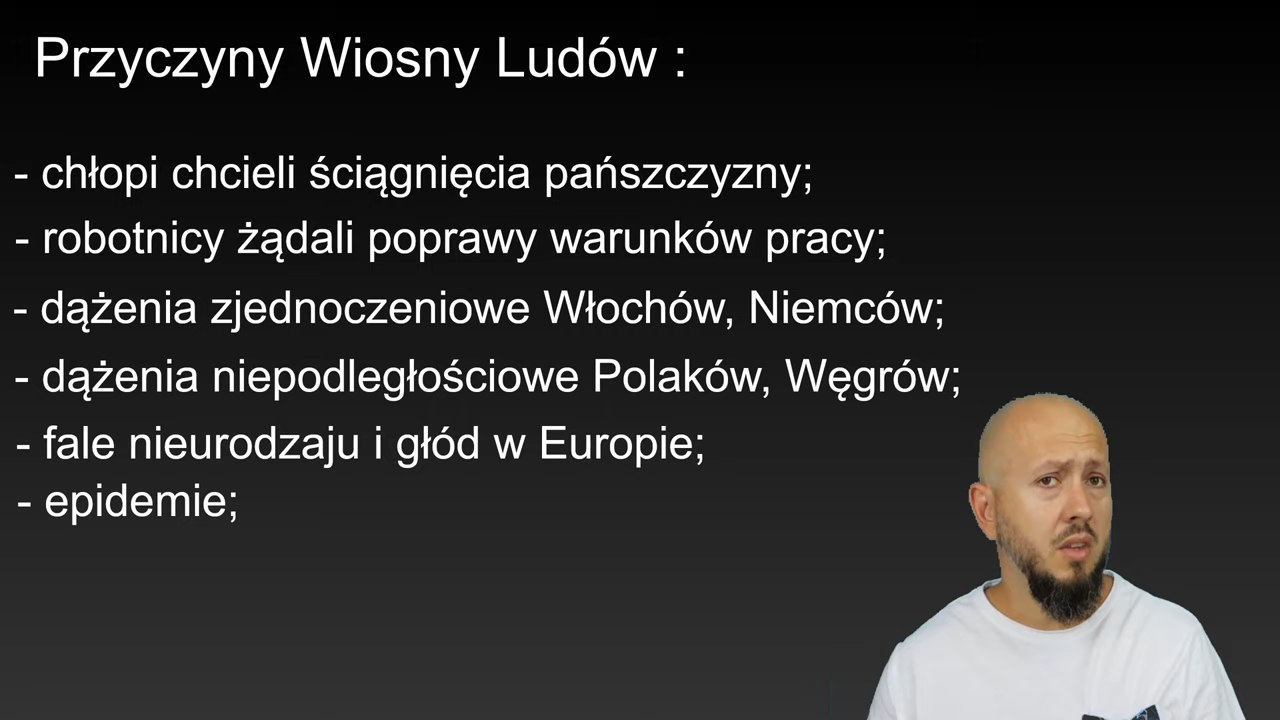 Przyczyny Wiosny Ludów :
- chłopi chcieli ściągnięcia pańszczyzny;
- robotnicy żądali poprawy warunków pracy;
- dążenia zjednoczeniowe Włochów, Niemców;
- dążenia niepodległościowe Polaków, Węgrów;
- fale nieurodzaju i głód w Europie;
- epidemie;